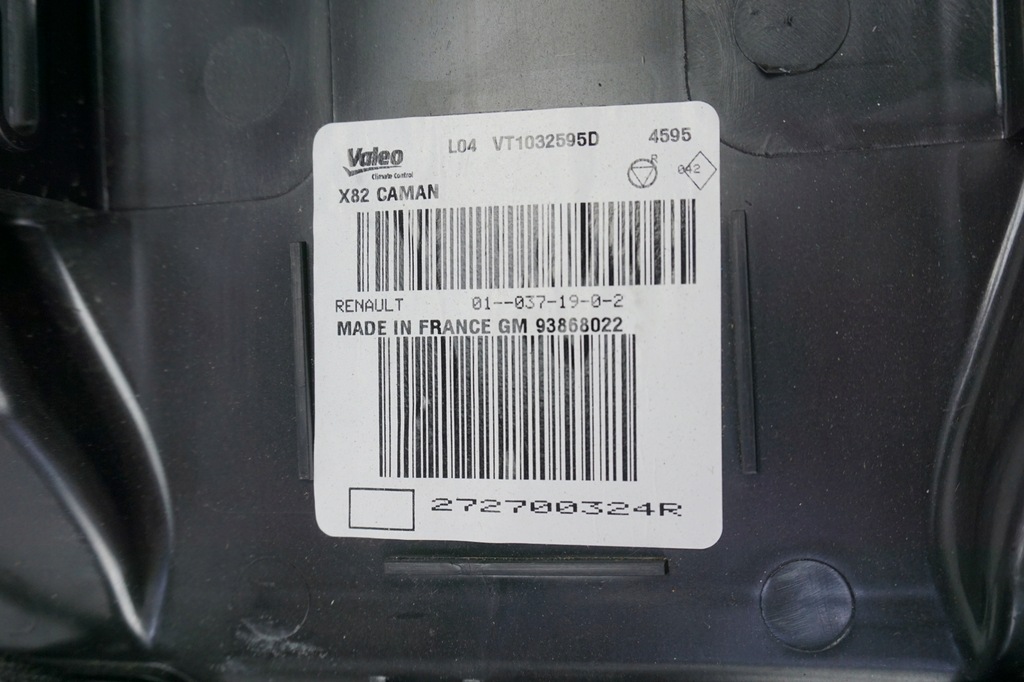 L04 VT1032595D 4595
Valeo
Climate Control
R
042
X82 CAMAN
RENAULT 01--037-19-0-2
MADE IN FRANCE GM 93868022
272700324R